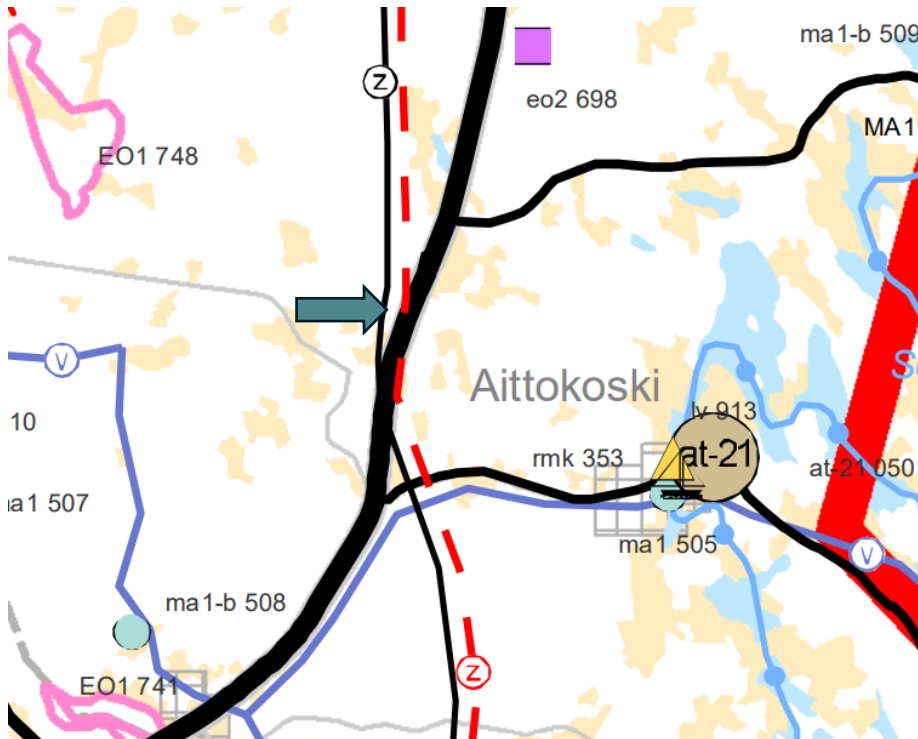 ma1-b 509
Z
eo2 698
MA1
EO1 748
V
Aittokoski
10
lv 913
at-21
rmk 353
at-21 050
a1 507
ma1 505
V
ma1-b 508
Z
EO1 741